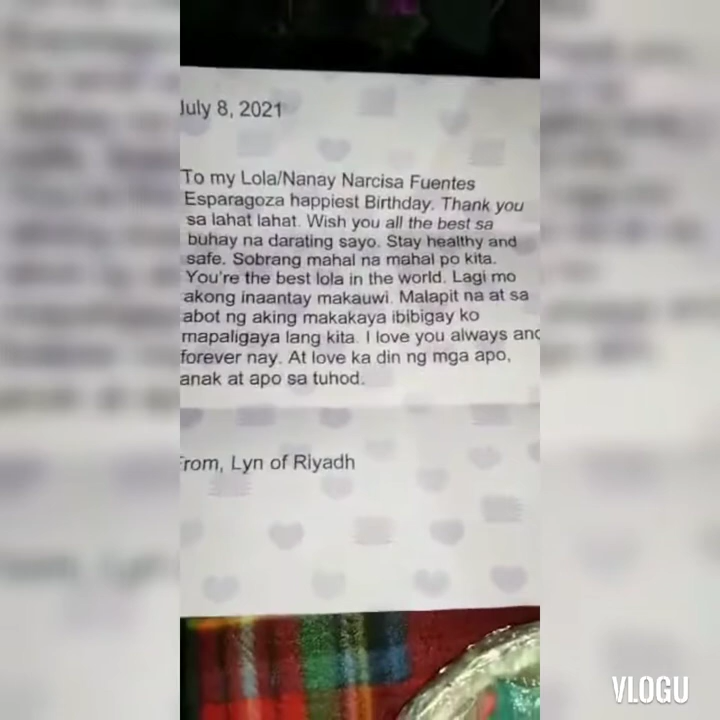 July 8, 2021
To my Lola/Nanay Narcisa Fuentes
Esparagoza happiest Birthday. Thank you
sa lahat lahat. Wish you all the best sa
buhay na darating sayo. Stay healthy and
safe. Sobrang mahal na mahal po kita.
You're the best lola in the world. Lagi mo
akong inaantay makauwi. Malapit na at sa
abot ng aking makakaya ibibigay ko
mapaligaya lang kita. I love you always and
forever nay. At love ka din ng mga apo,
anak at apo sa tuhod.
From, Lyn of Riyadh
VLOGU